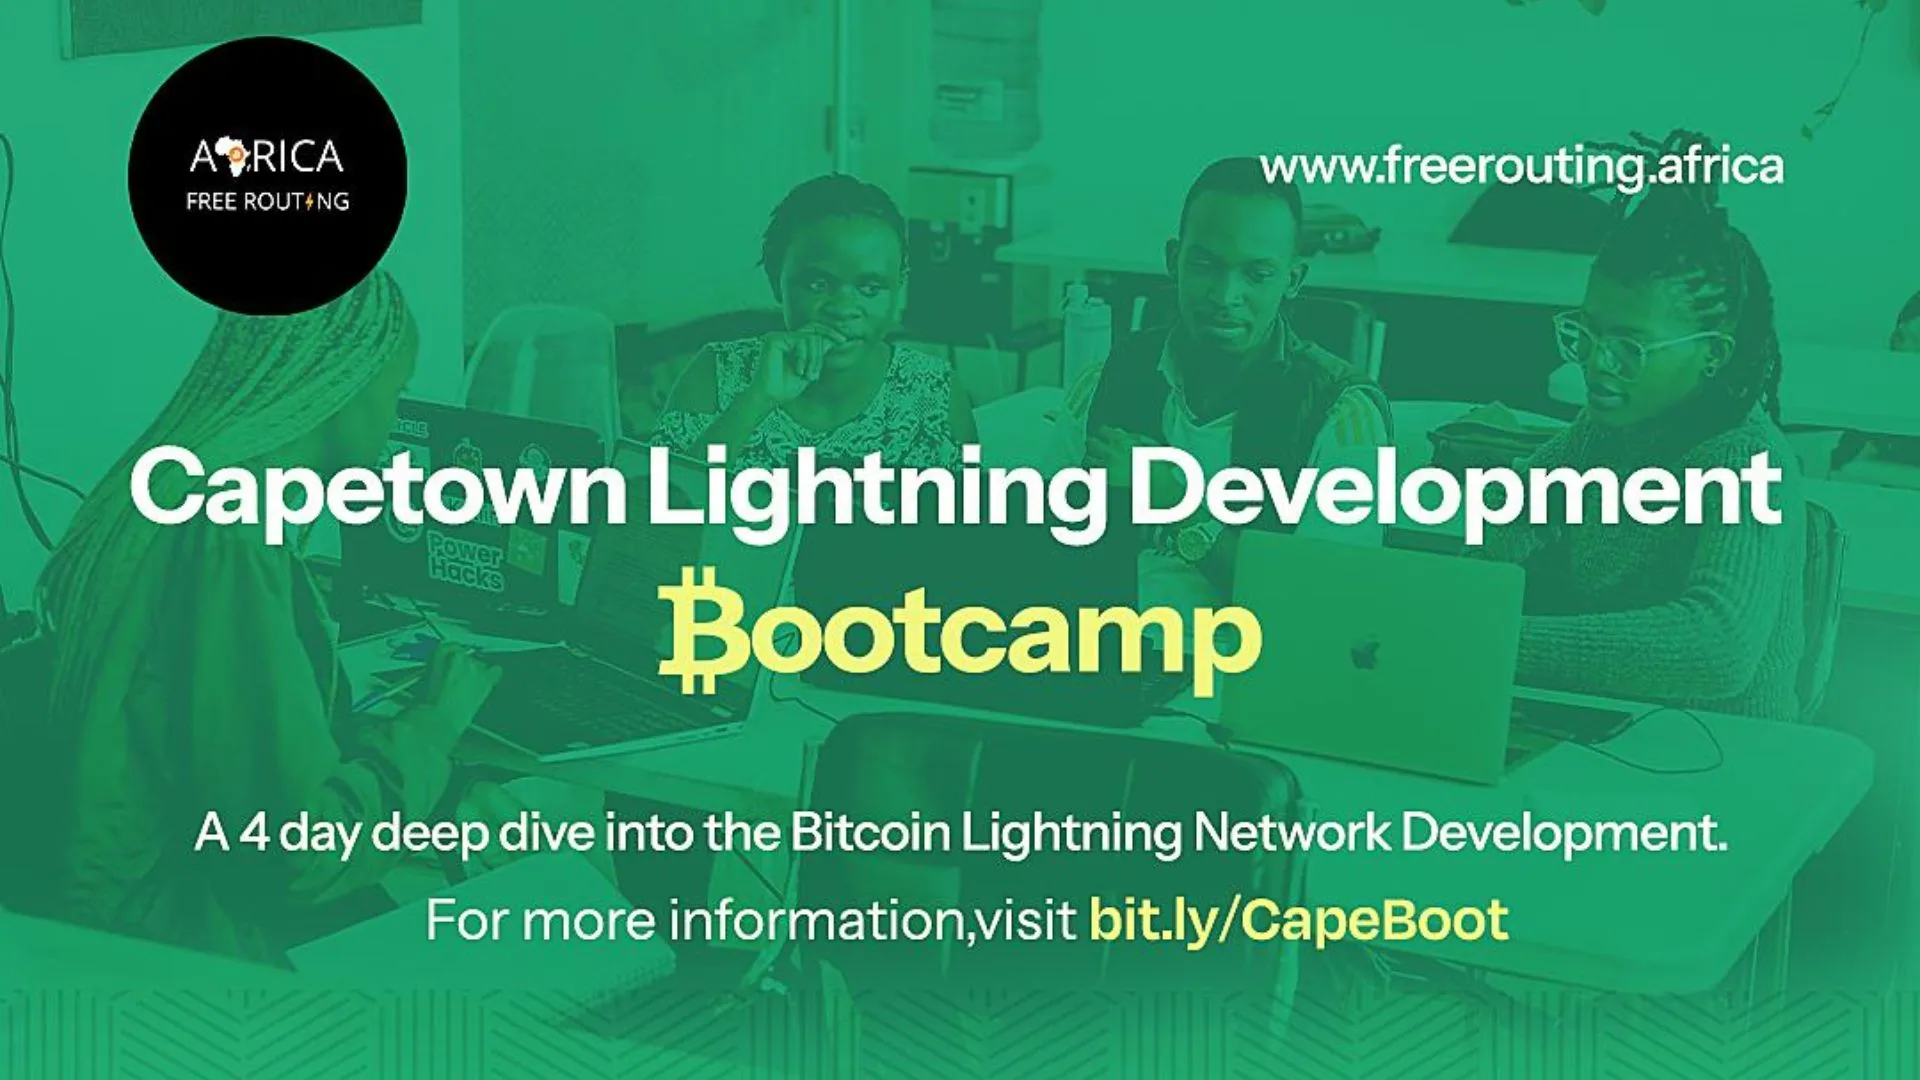 AFRICA
FREE ROUTING
www.freerouting.africa
Capetown Lightning Development
Bootcamp
Power
Hacks
A 4 day deep dive into the Bitcoin Lightning Network Development.
For more information,visit bit.ly/CapeBoot